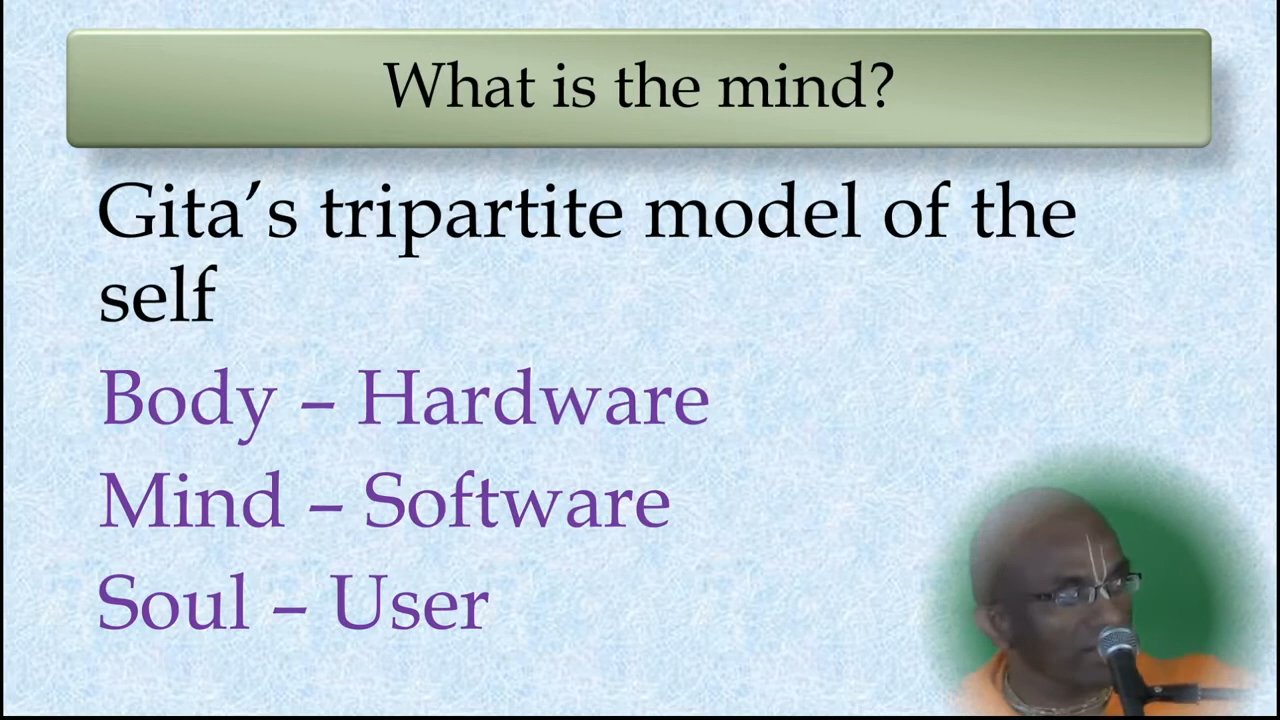 What is the mind?
Gita’s tripartite model of the
self
Body – Hardware
Mind – Software
Soul – User